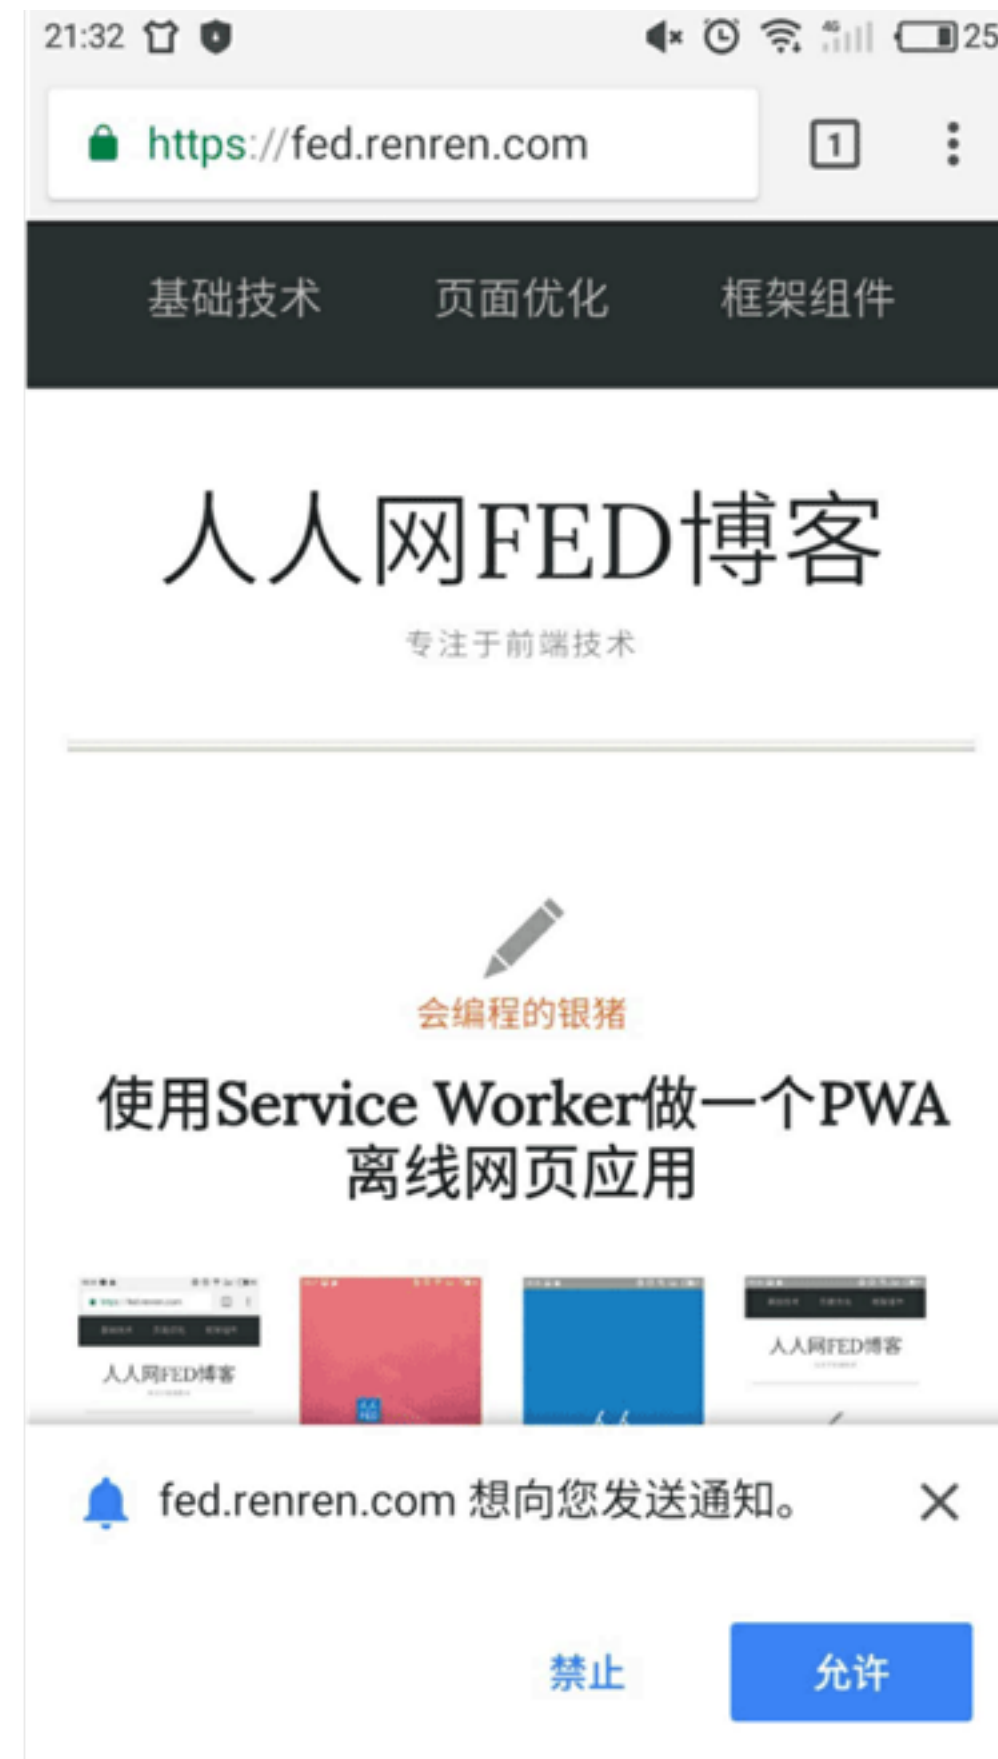 21:32
4G
25
https://fed.renren.com
1
基础技术 页面优化 框架组件
人人网FED博客
专注于前端技术
会编程的银猪
使用Service Worker做一个PWA
离线网页应用
人人网FED博客
人人网FED博客
fed.renren.com 想向您发送通知。
禁止
允许